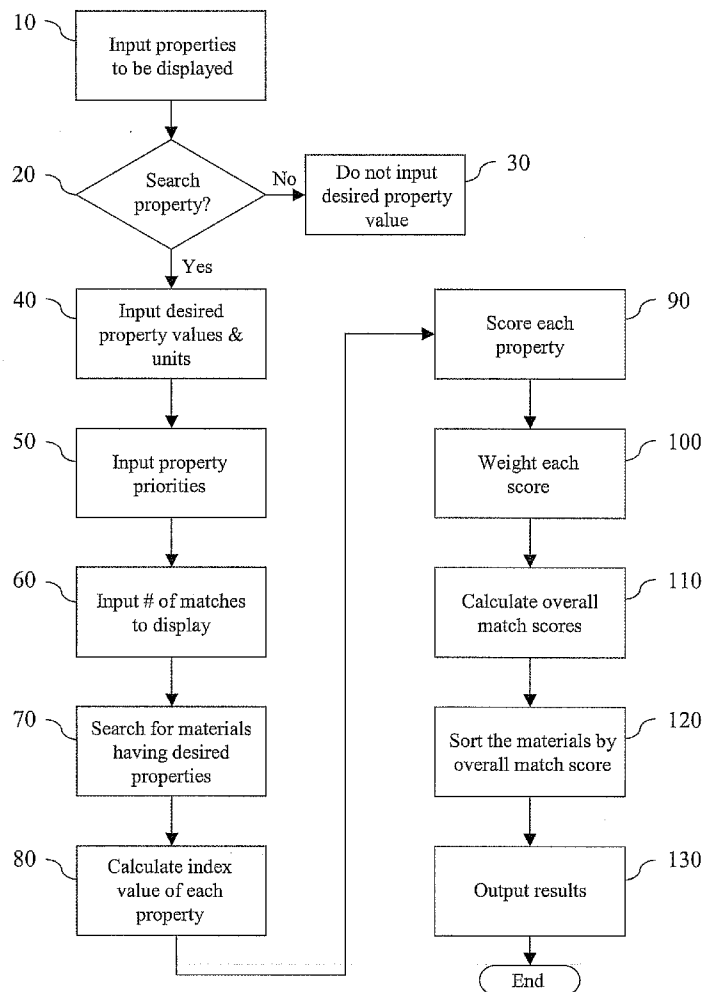 10
Input properties
to be displayed
20
Search
property?
No
30
Do not input
desired property
value
Yes
40
Input desired
property values &
units
50
Input property
priorities
60
Input # of matches
to display
70
Search for materials
having desired
properties
80
Calculate index
value of each
property
90
Score each
property
100
Weight each
score
110
Calculate overall
match scores
120
Sort the materials by
overall match score
130
Output results
End